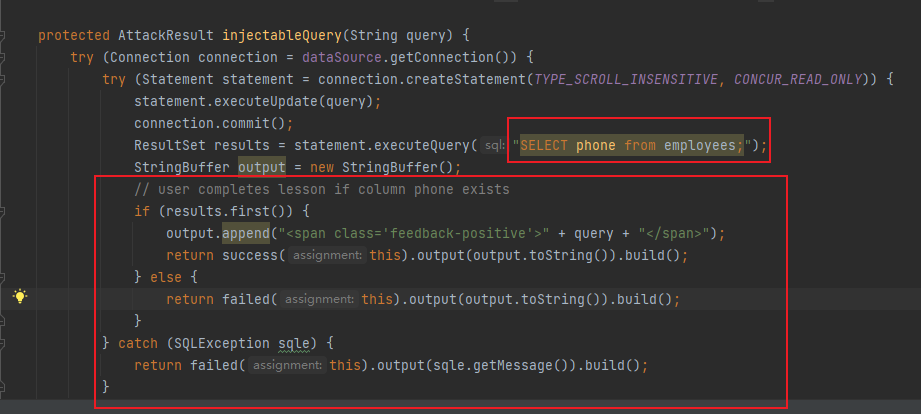 protected AttackResult injectableQuery(String query) {
try (Connection connection = dataSource.getConnection()) {
try (Statement statement = connection.createStatement(TYPE_SCROLL_INSENSITIVE, CONCUR_READ_ONLY)) {
statement.executeUpdate(query);
connection.commit();
ResultSet results = statement.executeQuery( sql: "SELECT phone from employees;");
StringBuffer output = new StringBuffer();
// user completes lesson if column phone exists
if (results.first()) {
output.append("<span class='feedback-positive'>" + query + "</span>");
return success( assignment: this).output(output.toString()).build();
} else {
return failed( assignment: this).output(output.toString()).build();
}
} catch (SQLException sqle) {
return failed( assignment: this).output(sqle.getMessage()).build();
}